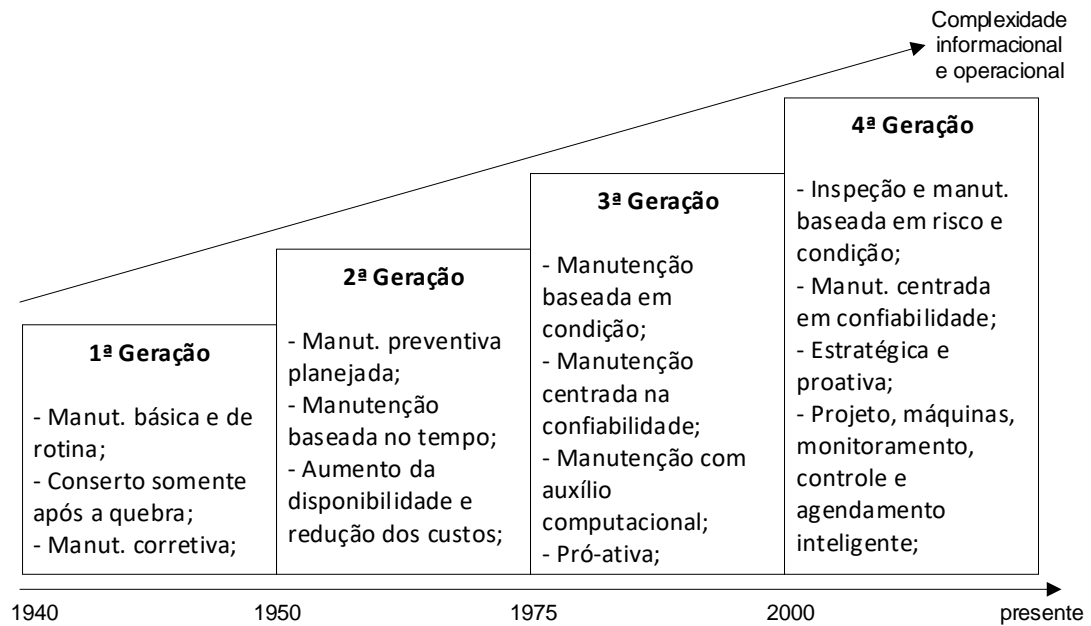 Complexidade
informacional
e operacional
1ª Geração
- Manut. básica e de
rotina;
- Conserto somente
após a quebra;
- Manut. corretiva;
2ª Geração
- Manut. preventiva
planejada;
- Manutenção
baseada no tempo;
- Aumento da
disponibilidade e
redução dos custos;
3ª Geração
- Manutenção
baseada em
condição;
- Manutenção
centrada na
confiabilidade;
- Manutenção com
auxílio
computacional;
- Pró-ativa;
4ª Geração
- Inspeção e manut.
baseada em risco e
condição;
- Manut. centrada
em confiabilidade;
- Estratégica e
proativa;
- Projeto, máquinas,
monitoramento,
controle e
agendamento
inteligente;
1940 1950 1975 2000 presente